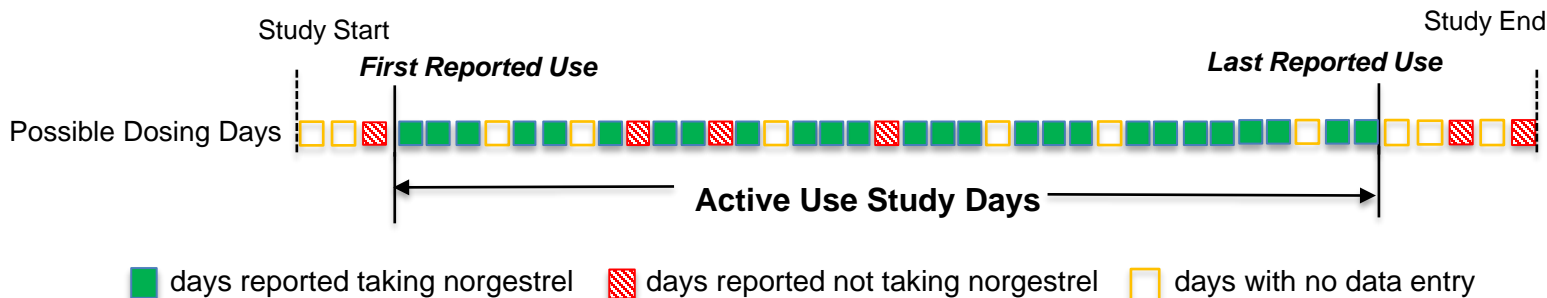 Study Start
Study End
First Reported Use
Last Reported Use
Possible Dosing Days
Active Use Study Days
days reported taking norgestrel
days reported not taking norgestrel
days with no data entry